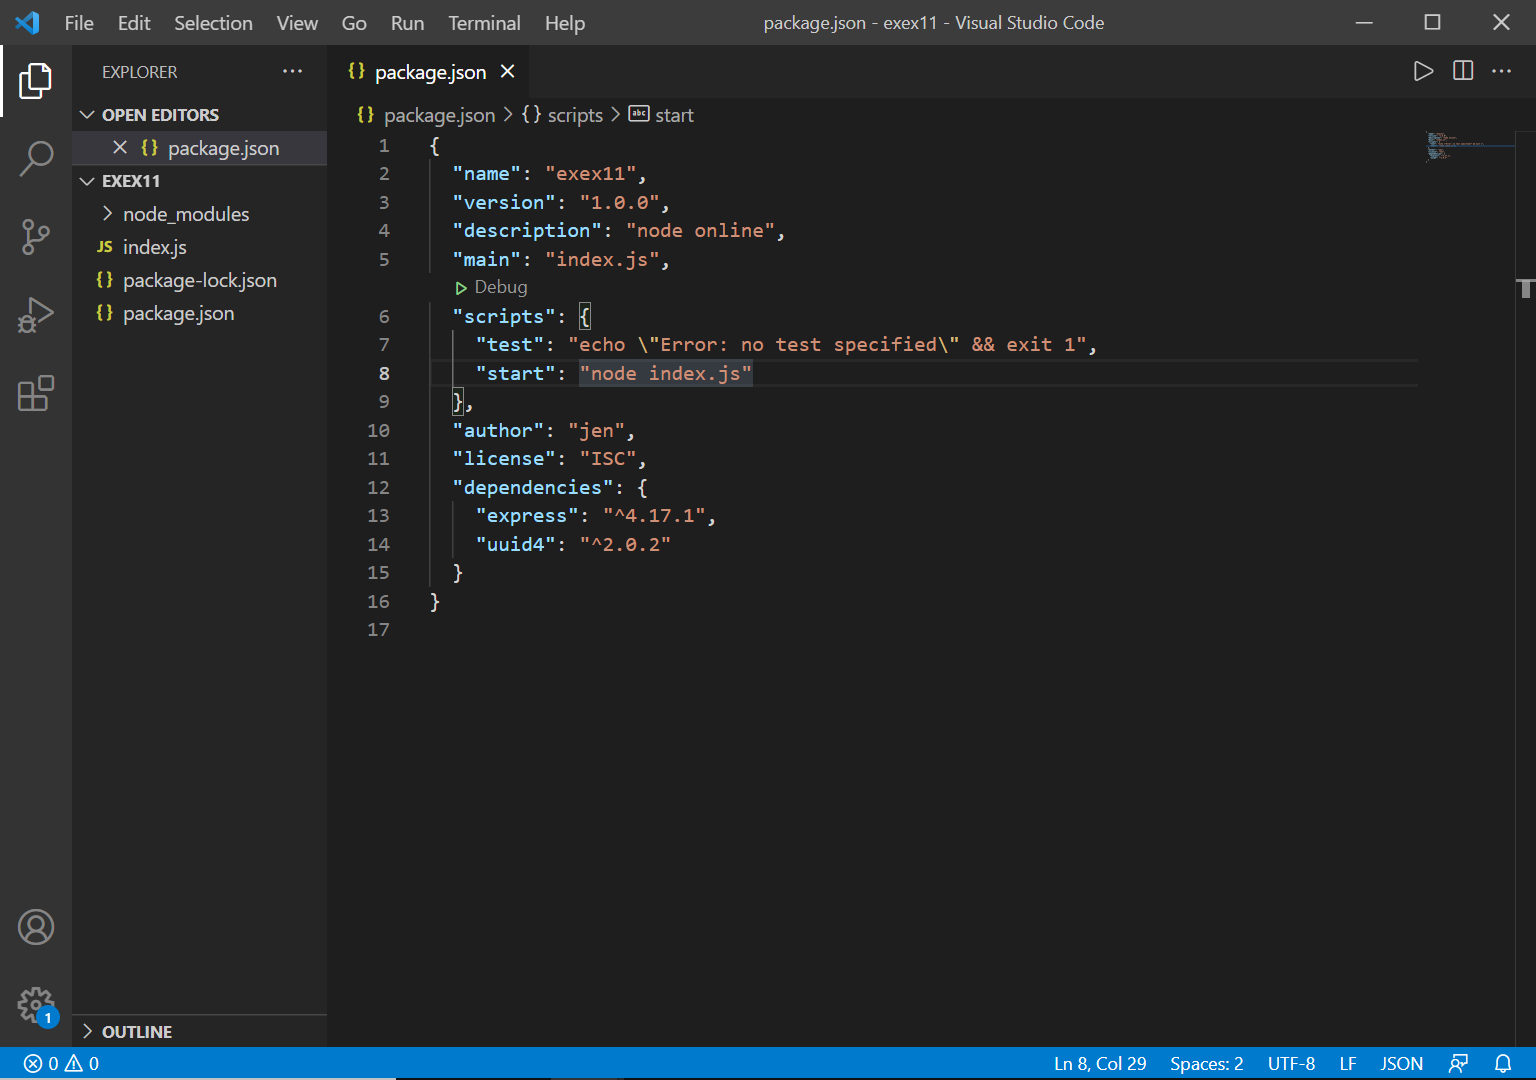 File Edit Selection View Go Run Terminal Help package.json - exex11 - Visual Studio Code
EXPLORER
OPEN EDITORS
package.json
EXEX11
node_modules
JS index.js
{} package-lock.json
{} package.json
OUTLINE
1
{} package.json
{} package.json > {} scripts > abc start
1 {
2 "name": "exex11",
3 "version": "1.0.0",
4 "description": "node online",
5 "main": "index.js",
Debug
6 "scripts": {
7 "test": "echo \"Error: no test specified\" && exit 1",
8 "start": "node index.js"
9 },
10 "author": "jen",
11 "license": "ISC",
12 "dependencies": {
13 "express": "^4.17.1",
14 "uuid4": "^2.0.2"
15 }
16 }
17
0 0 Ln 8, Col 29 Spaces: 2 UTF-8 LF JSON